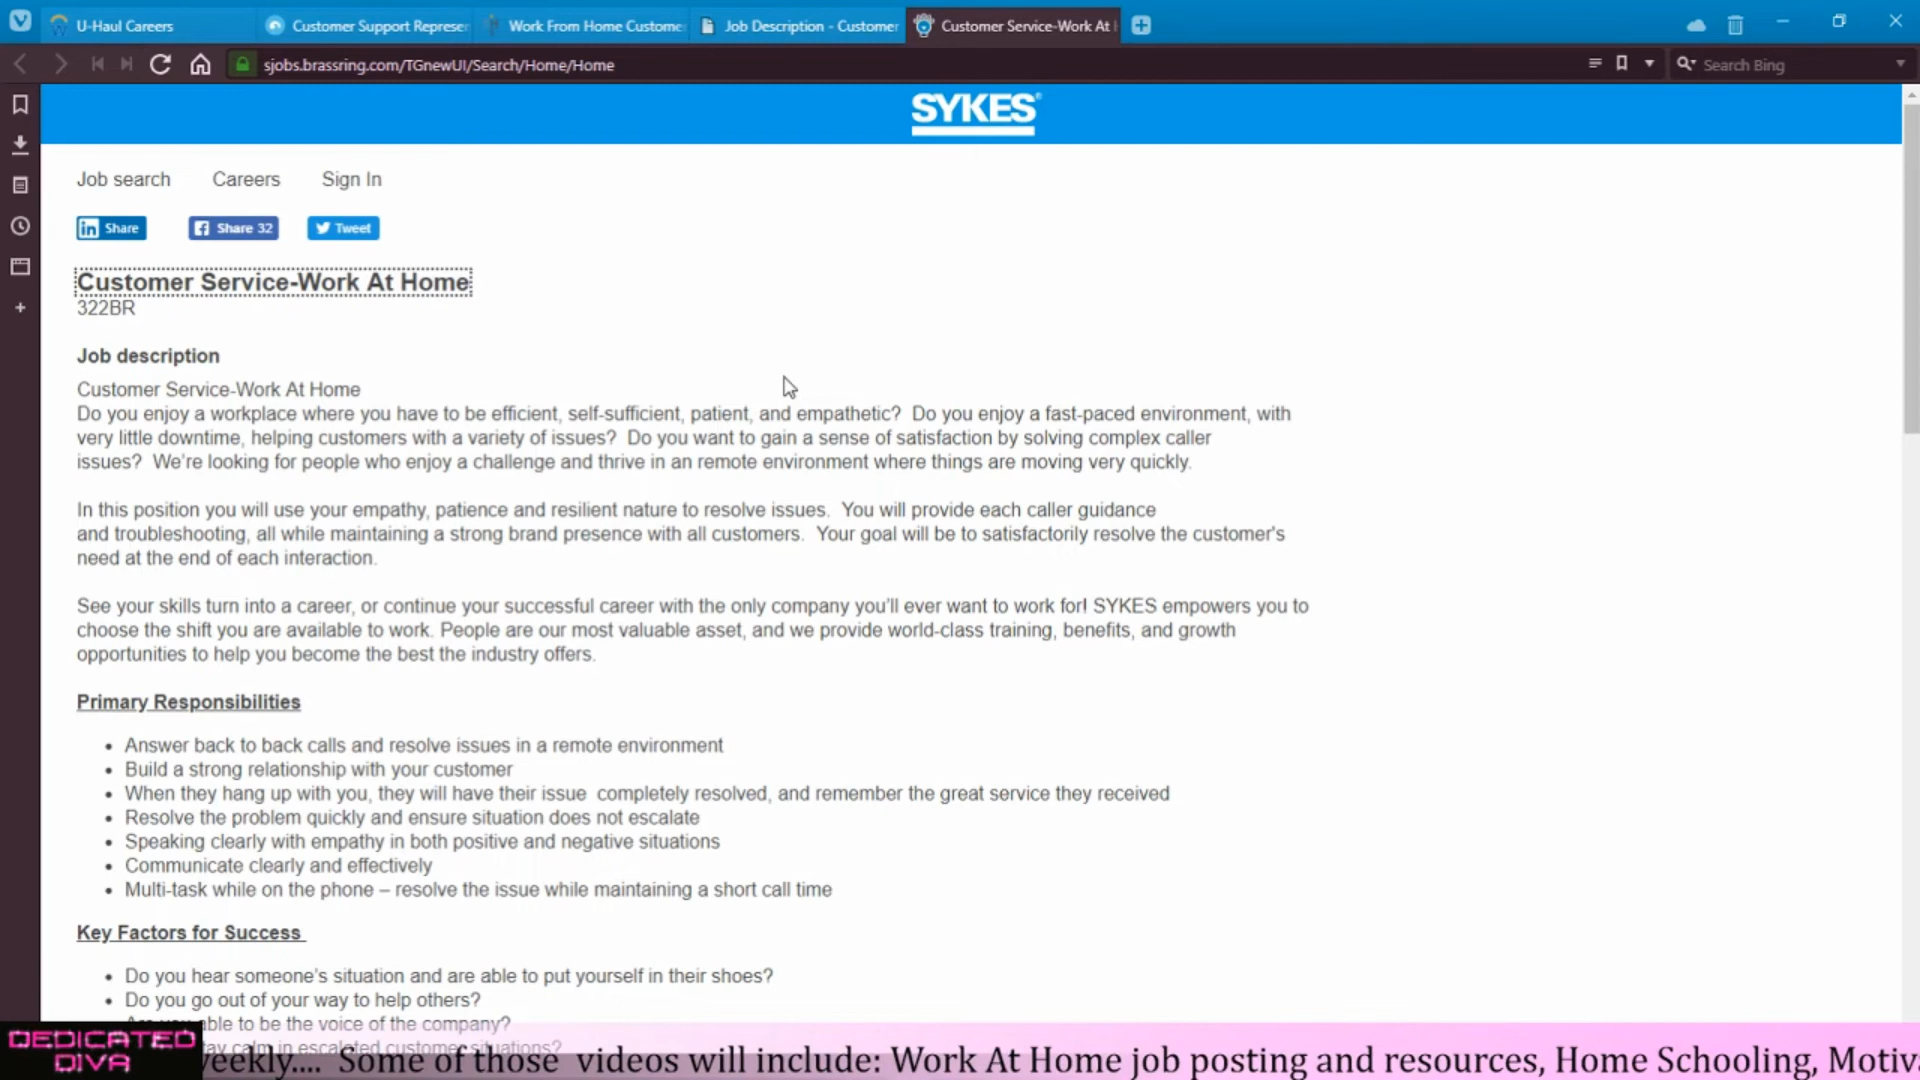 U-Haul Careers
Customer Support Represe
Work From Home Custome
Job Description - Customer
Customer Service-Work At H
sjobs.brassring.com/TGnewUI/Search/Home/Home
Search Bing
SYKES®
Job search
Careers
Sign In
in Share
Share 32
Tweet
Customer Service-Work At Home
322BR
Job description
Customer Service-Work At Home
Do you enjoy a workplace where you have to be efficient, self-sufficient, patient, and empathetic?  Do you enjoy a fast-paced environment, with
very little downtime, helping customers with a variety of issues?  Do you want to gain a sense of satisfaction by solving complex caller
issues?  We're looking for people who enjoy a challenge and thrive in an remote environment where things are moving very quickly.
In this position you will use your empathy, patience and resilient nature to resolve issues.  You will provide each caller guidance
and troubleshooting, all while maintaining a strong brand presence with all customers.  Your goal will be to satisfactorily resolve the customer's
need at the end of each interaction.
See your skills turn into a career, or continue your successful career with the only company you'll ever want to work for! SYKES empowers you to
choose the shift you are available to work. People are our most valuable asset, and we provide world-class training, benefits, and growth
opportunities to help you become the best the industry offers.
Primary Responsibilities
• Answer back to back calls and resolve issues in a remote environment
• Build a strong relationship with your customer
• When they hang up with you, they will have their issue  completely resolved, and remember the great service they received
• Resolve the problem quickly and ensure situation does not escalate
• Speaking clearly with empathy in both positive and negative situations
• Communicate clearly and effectively
• Multi-task while on the phone – resolve the issue while maintaining a short call time
Key Factors for Success
• Do you hear someone's situation and are able to put yourself in their shoes?
• Do you go out of your way to help others?
able to be the voice of the company?
calm in escalated customer situations?
DEDICATED
DIVA
eekly.... Some of those videos will include: Work At Home job posting and resources, Home Schooling, Motiv